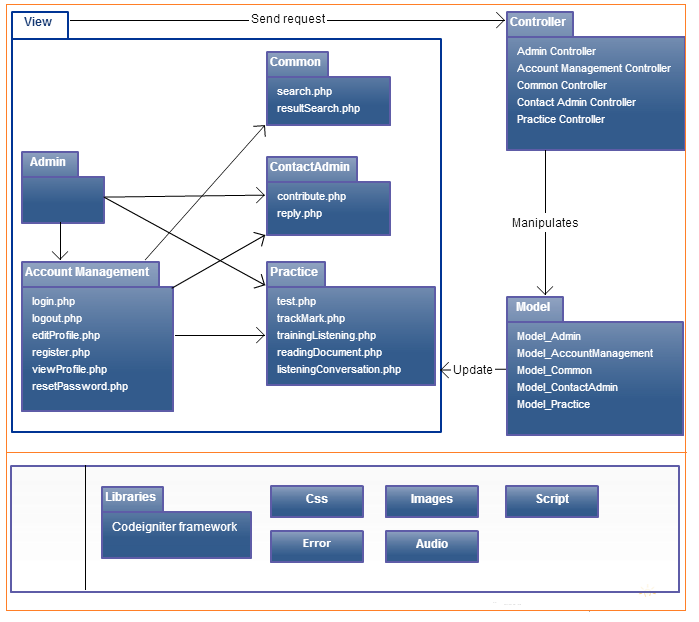 View
Send request
Controller
Admin Controller
Account Management Controller
Common Controller
Contact Admin Controller
Practice Controller
Common
search.php
resultSearch.php
Admin
ContactAdmin
contribute.php
reply.php
Manipulates
Account Management
login.php
logout.php
editProfile.php
register.php
viewProfile.php
resetPassword.php
Practice
test.php
trackMark.php
trainingListening.php
readingDocument.php
listeningConversation.php
Update
Model
Model_Admin
Model_AccountManagement
Model_Common
Model_ContactAdmin
Model_Practice
Libraries
Codeigniter framework
Css
Images
Script
Error
Audio